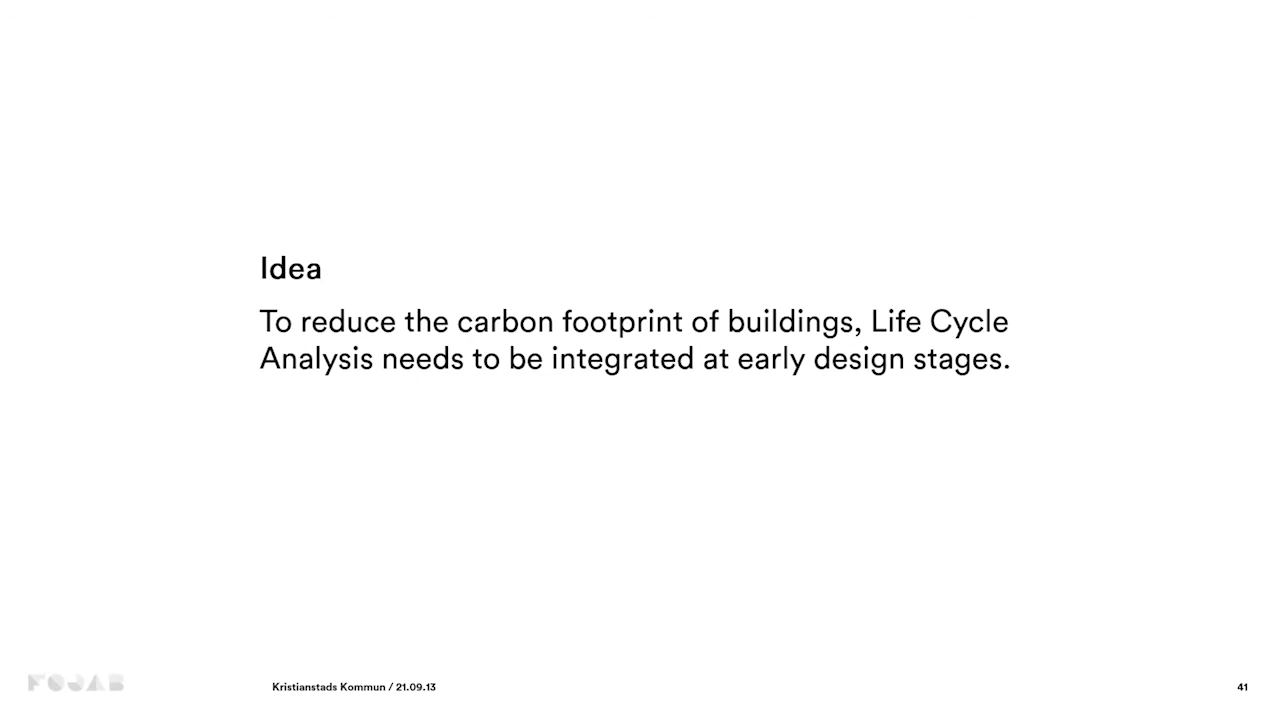 Idea
To reduce the carbon footprint of buildings, Life Cycle
Analysis needs to be integrated at early design stages.
FOJAB
Kristianstads Kommun / 21.09.13
41